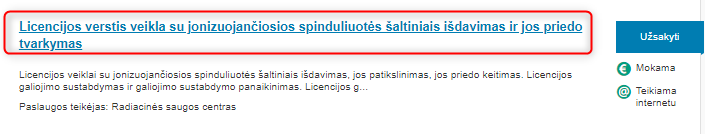 Licencijos verstis veikla su jonizuojančiosios spinduliuotės šaltiniais išdavimas ir jos priedo
tvarkymas
Užsakyti
Licencijos veiklai su jonizuojančiosios spinduliuotės šaltiniais išdavimas, jos patikslinimas, jos priedo keitimas. Licencijos
galiojimo sustabdymas ir galiojimo sustabdymo panaikinimas. Licencijos g...
Paslaugos teikėjas: Radiacinės saugos centras
€ Mokama
@ Teikiama
internetu